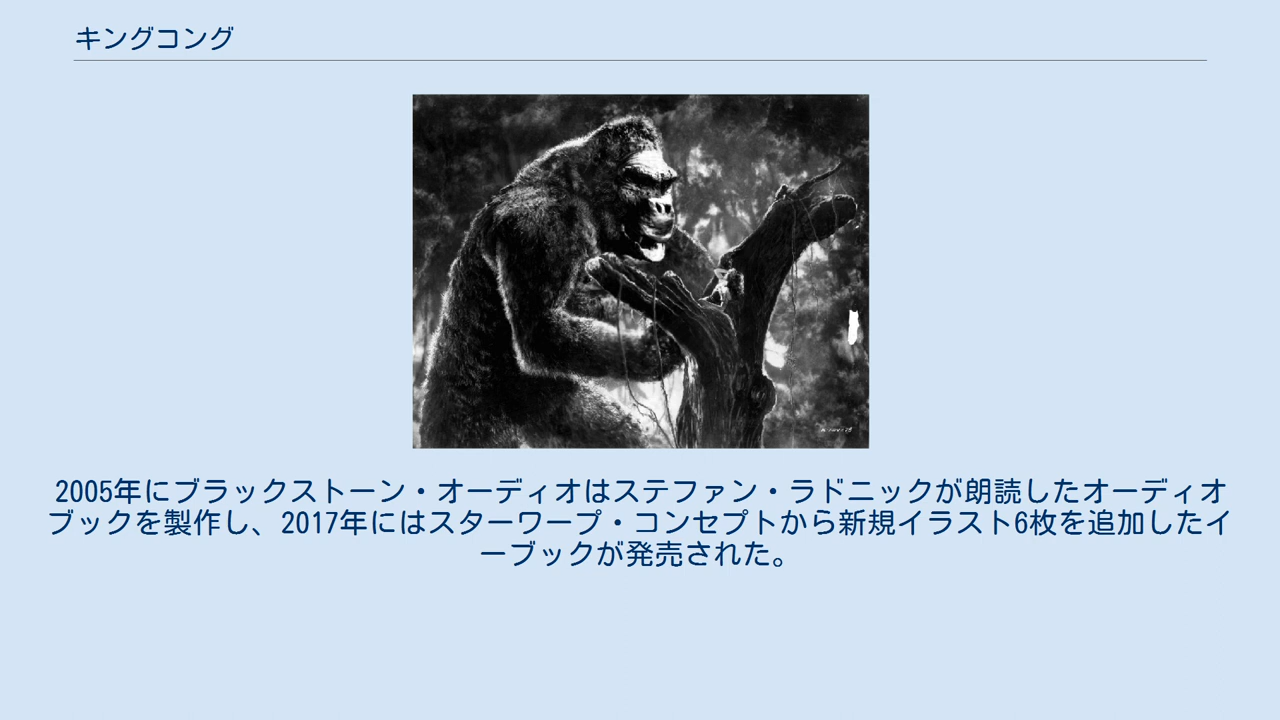 キングコング
2005年にブラックストーン・オーディオはステファン・ラドニックが朗読したオーディオ
ブックを製作し、2017年にはスターワープ・コンセプトから新規イラスト6枚を追加したイ
ーブックが発売された。